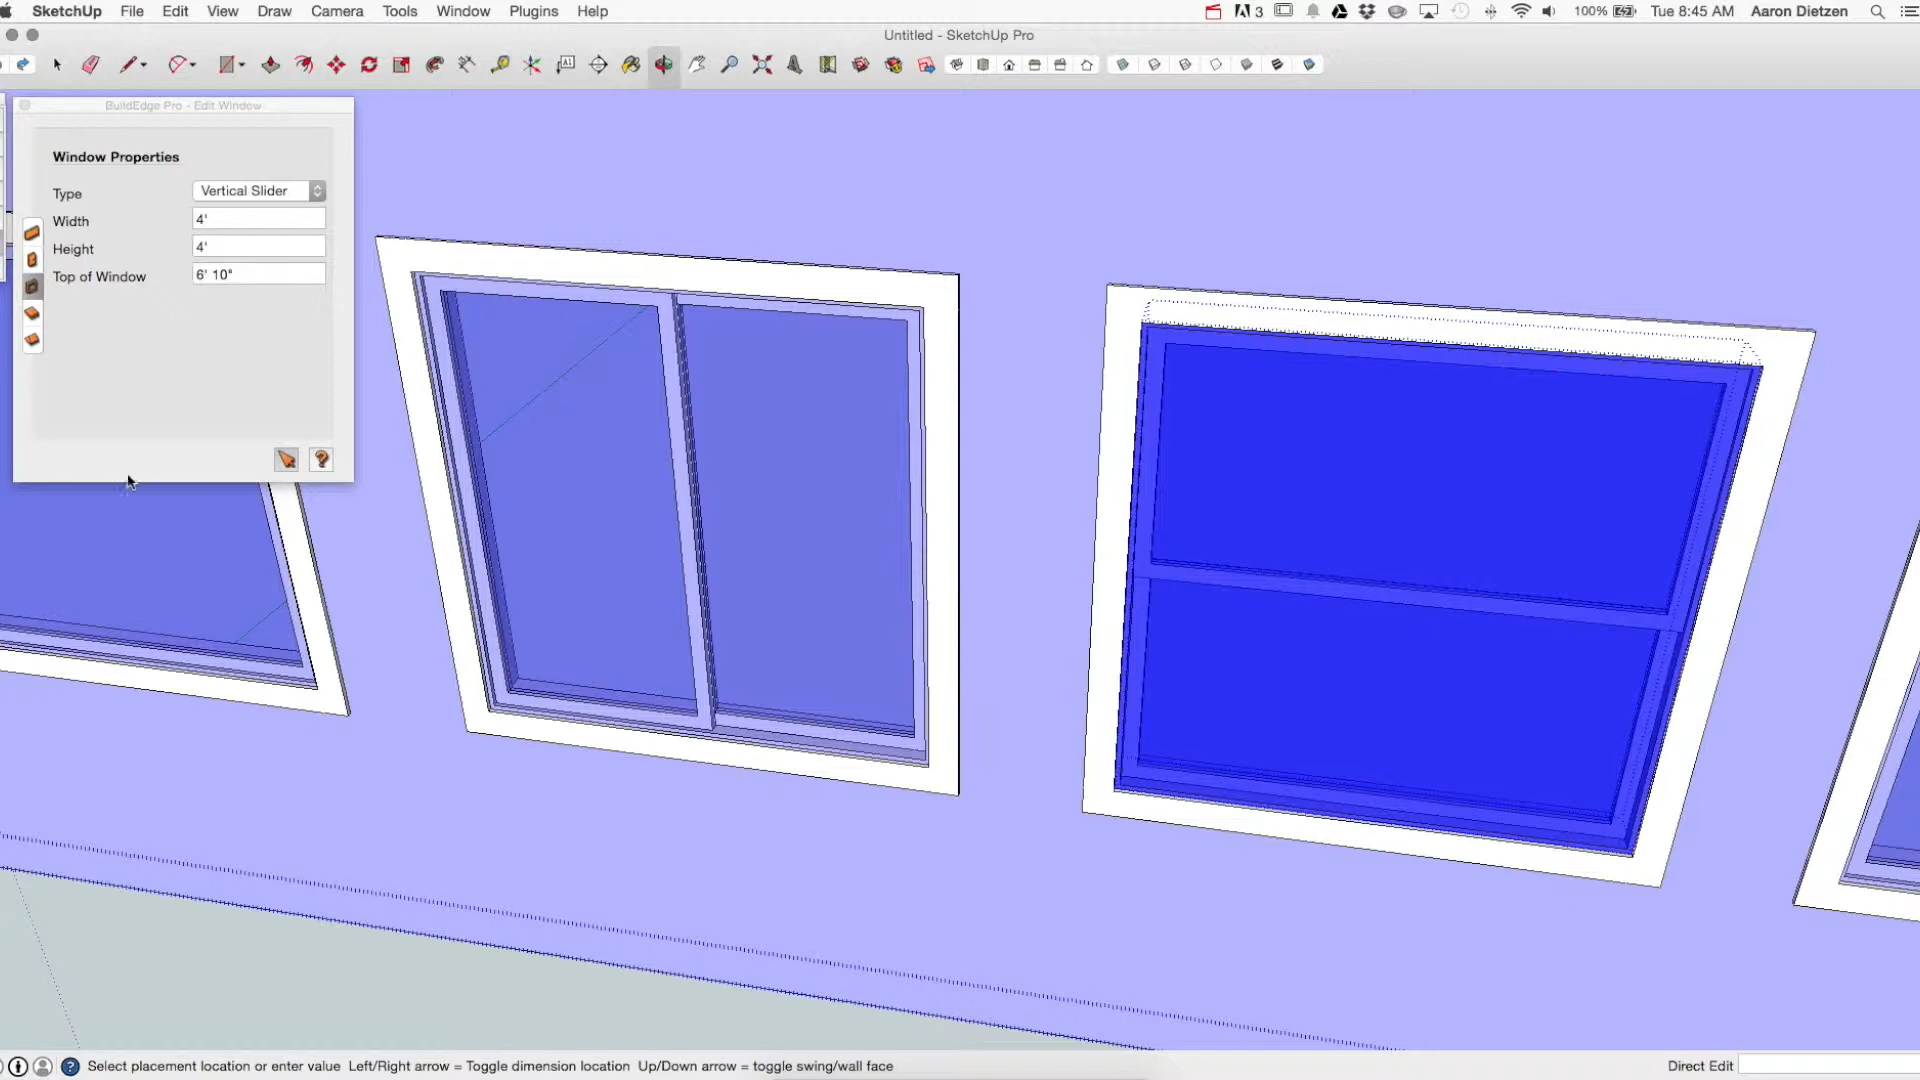 SketchUp File Edit View Draw Camera Tools Window Plugins Help 3 100% Tue 8:45 AM Aaron Dietzen
Untitled - SketchUp Pro
BuildEdge Pro - Edit Window
Window Properties
Type Vertical Slider
Width 4'
Height 4'
Top of Window 6' 10"
Select placement location or enter value Left/Right arrow = Toggle dimension location Up/Down arrow = toggle swing/wall face Direct Edit